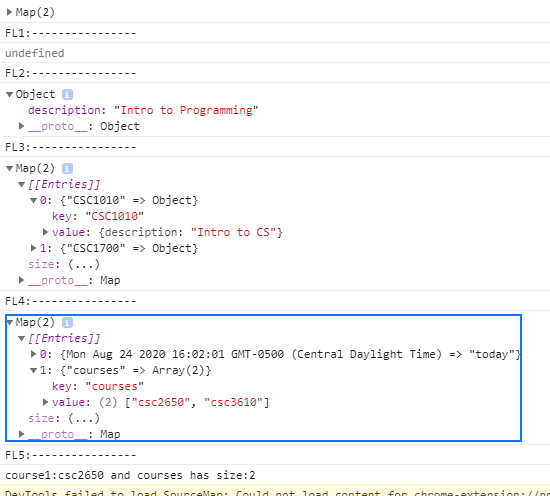 Map(2)
FL1:----------------
undefined
FL2:----------------
Object i
description: "Intro to Programming"
__proto__: Object
FL3:----------------
Map(2) i
[[Entries]]
0: {"CSC1010" => Object}
key: "CSC1010"
value: {description: "Intro to CS"}
1: {"CSC1700" => Object}
size: (...)
__proto__: Map
FL4:----------------
Map(2) i
[[Entries]]
0: {Mon Aug 24 2020 16:02:01 GMT-0500 (Central Daylight Time) => "today"}
1: {"courses" => Array(2)}
key: "courses"
value: (2) ["csc2650", "csc3610"]
size: (...)
__proto__: Map
FL5:----------------
course1:csc2650 and courses has size:2
DevTools failed to load SourceMap: Could not load content for chrome-extension://